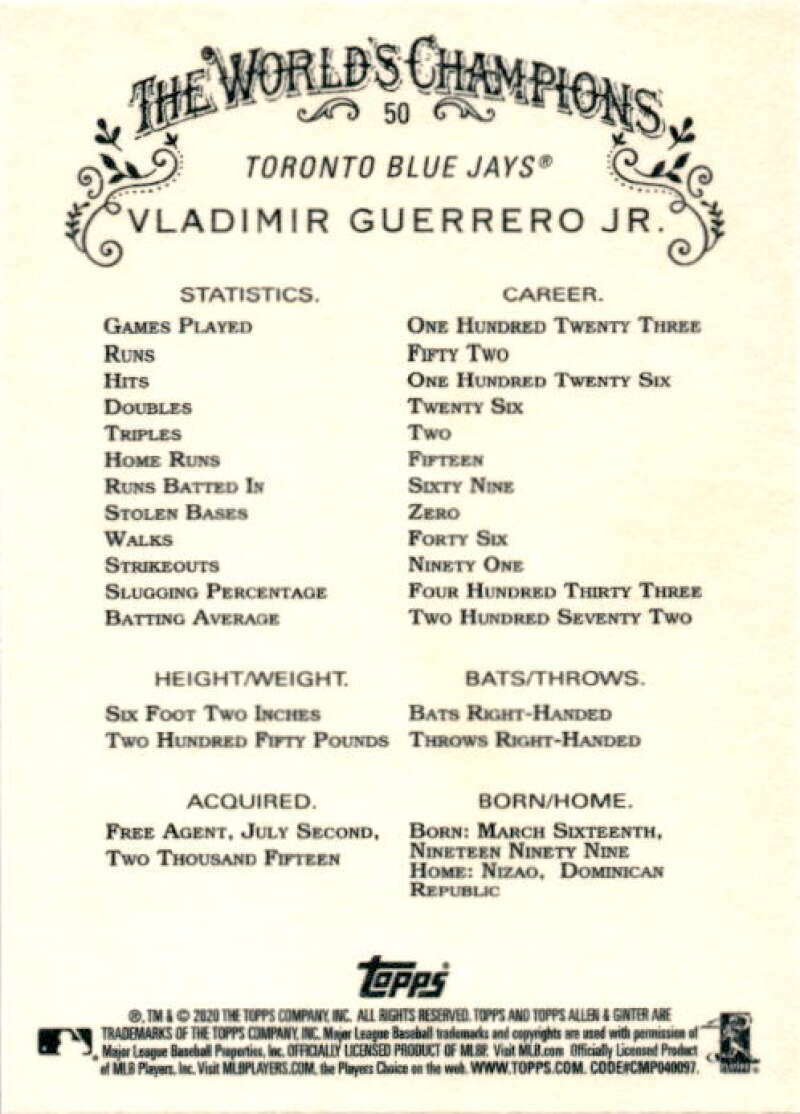 THE WORLD'S CHAMPIONS
50
TORONTO BLUE JAYS®
VLADIMIR GUERRERO JR.
STATISTICS. CAREER.
GAMES PLAYED ONE HUNDRED TWENTY THREE
RUNS FIFTY TWO
HITS ONE HUNDRED TWENTY SIX
DOUBLES TWENTY SIX
TRIPLES TWO
HOME RUNS FIFTEEN
RUNS BATTED IN SIXTY NINE
STOLEN BASES ZERO
WALKS FORTY SIX
STRIKEOUTS NINETY ONE
SLUGGING PERCENTAGE FOUR HUNDRED THIRTY THREE
BATTING AVERAGE TWO HUNDRED SEVENTY TWO
HEIGHT/WEIGHT.
SIX FOOT TWO INCHES
TWO HUNDRED FIFTY POUNDS
BATS/THROWS.
BATS RIGHT-HANDED
THROWS RIGHT-HANDED
ACQUIRED.
FREE AGENT, JULY SECOND,
TWO THOUSAND FIFTEEN
BORN/HOME.
BORN: MARCH SIXTEENTH,
NINETEEN NINETY NINE
HOME: NIZAO, DOMINICAN
REPUBLIC
Topps®
®, TM & © 2020 THE TOPPS COMPANY, INC. ALL RIGHTS RESERVED. TOPPS AND TOPPS ALLEN & GINTER ARE
TRADEMARKS OF THE TOPPS COMPANY, INC. Major League Baseball trademarks and copyrights are used with permission of
Major League Baseball Properties, Inc. OFFICIALLY LICENSED PRODUCT OF MLBP. Visit MLB.com Officially Licensed Product
of MLB Players, Inc. Visit MLBPLAYERS.COM, the Players Choice on the web. WWW.TOPPS.COM. CODE#CMP040097.